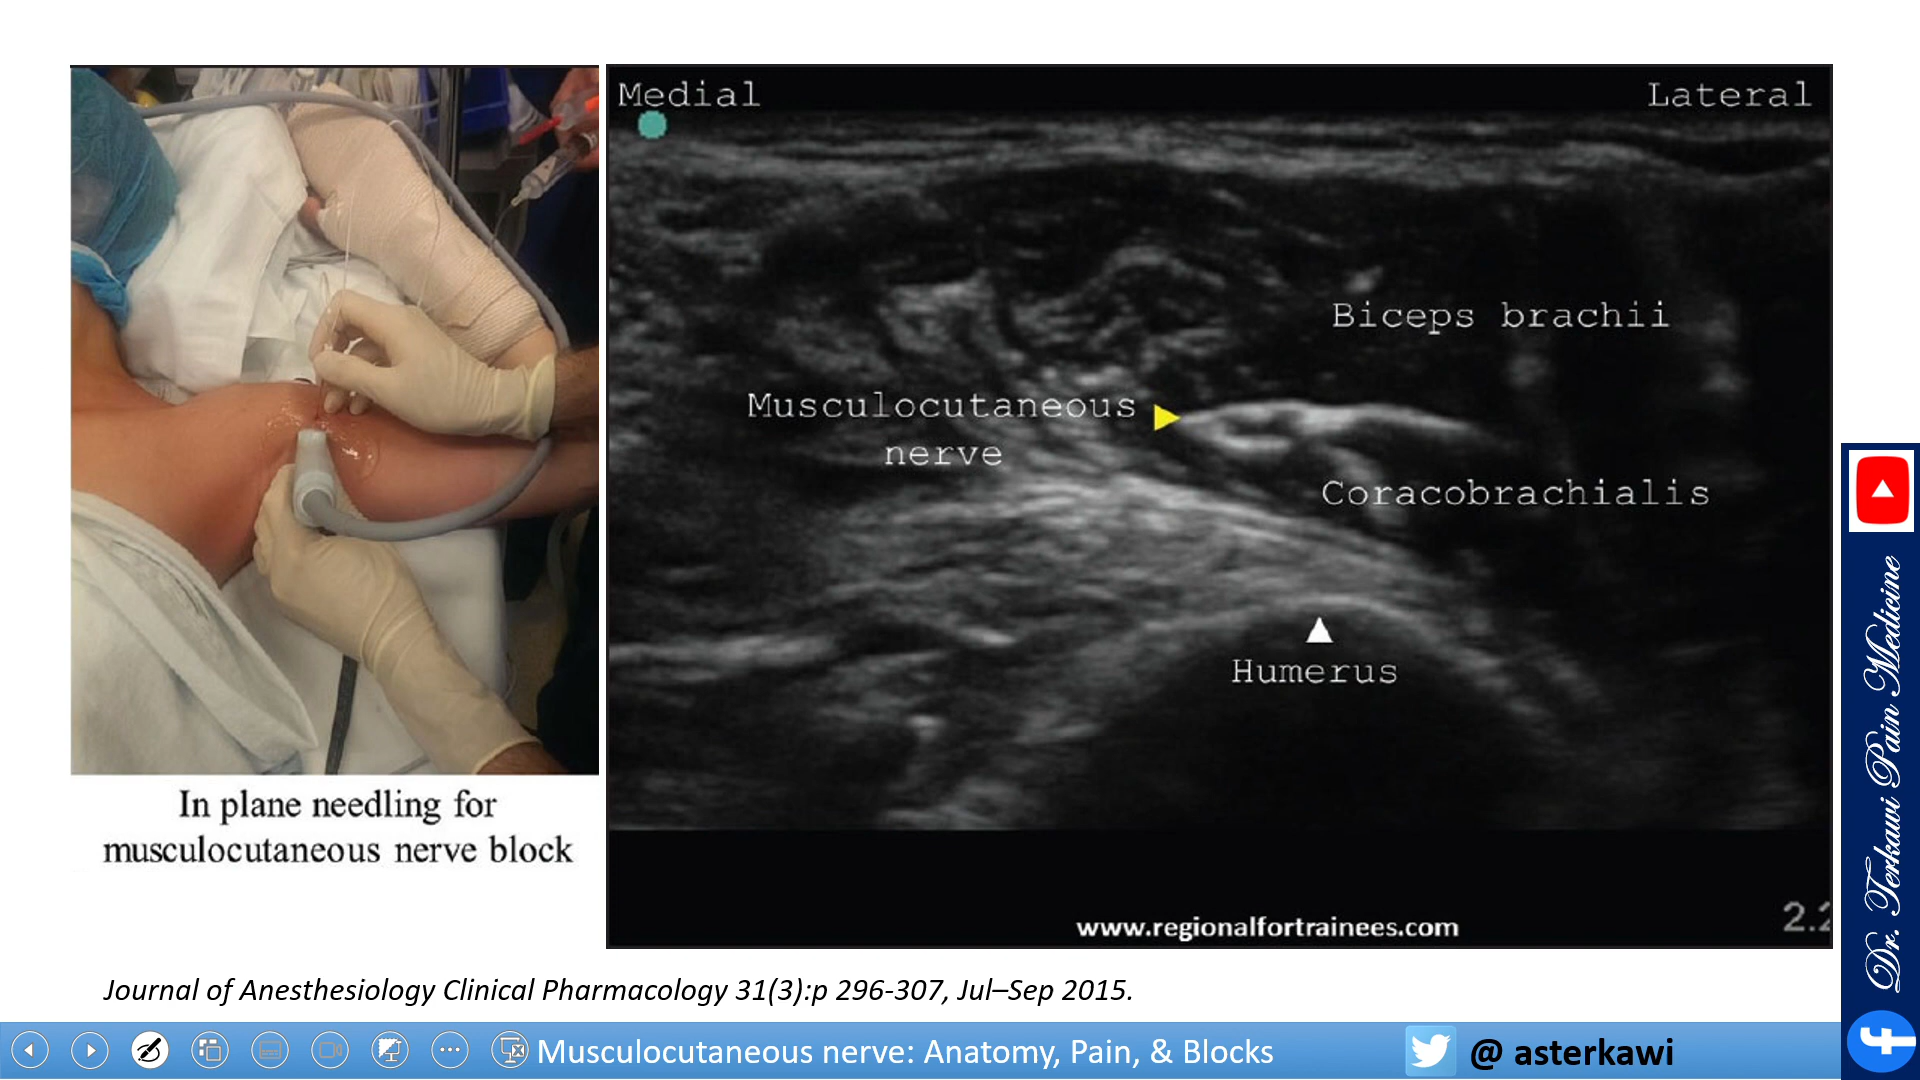 Medial
Lateral
Biceps brachii
Musculocutaneous
nerve
Coracobrachialis
Humerus
www.regionalfortrainees.com
2.2
In plane needling for
musculocutaneous nerve block
Journal of Anesthesiology Clinical Pharmacology 31(3):p 296-307, Jul–Sep 2015.
Musculocutaneous nerve: Anatomy, Pain, & Blocks
@ asterkawi
Dr. Terkawi Pain Medicine